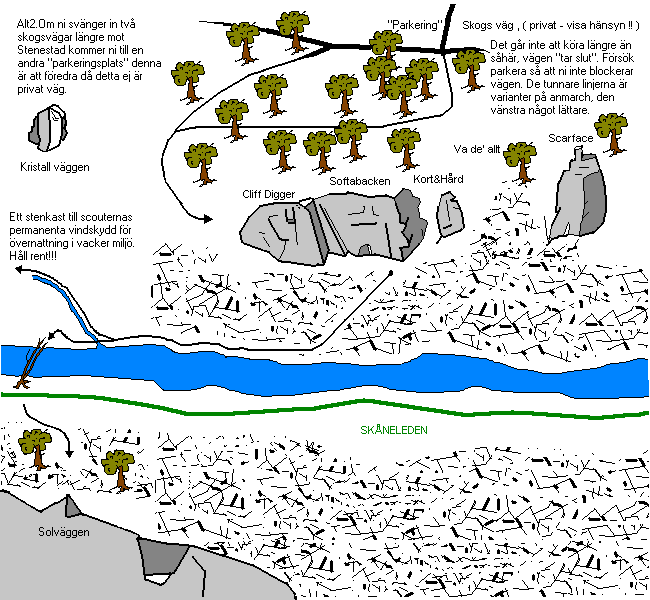 Alt2.Om ni svänger in två
skogsvägar längre mot
Stenestad kommer ni till en
andra "parkeringsplats" denna
är att föredra då detta ej är
privat väg.
"Parkering"
Skogs väg , ( privat - visa hänsyn !! )
Det går inte att köra längre än
såhär, vägen "tar slut". Försök
parkera så att ni inte blockerar
vägen. De tunnare linjerna är
varianter på anmarch, den
vänstra något lättare.
Kristall väggen
Va de' allt
Scarface
Cliff Digger
Softabacken
Kort&Hård
Ett stenkast till scouternas
permanenta vindskydd för
övernattning i vacker miljö.
Håll rent!!!
SKÅNELEDEN
Solväggen